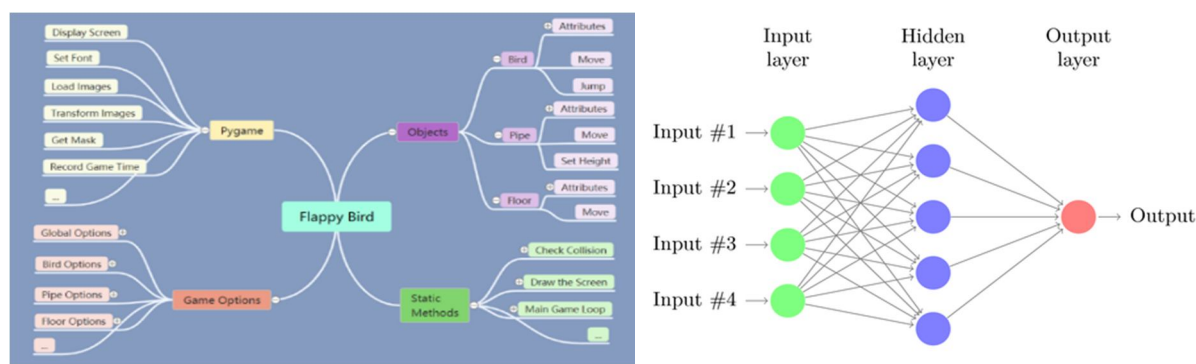 Display Screen
Set Font
Load Images
Transform Images
Get Mask
Record Game Time
...
Pygame
Global Options
Bird Options
Pipe Options
Floor Options
...
Game Options
Flappy Bird
Objects
Bird
Attributes
Move
Jump
Pipe
Attributes
Move
Set Height
Floor
Attributes
Move
Static
Methods
Check Collision
Draw the Screen
Main Game Loop
...
Input
layer
Hidden
layer
Output
layer
Input #1
Input #2
Input #3
Input #4
Output